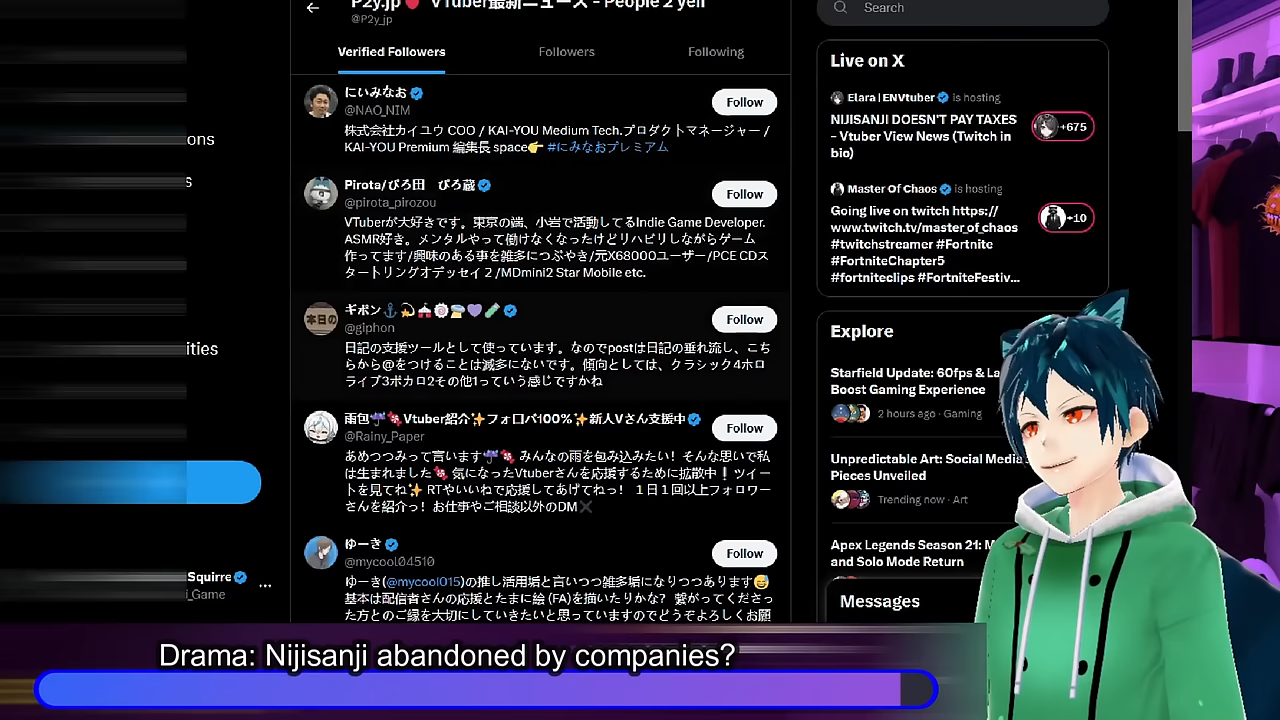 P2y.jp🎈 VTuber最新ニュース - People 2 yell
@P2y_jp
Verified Followers
Followers
Following
にいみなお
@NAO_NIM
Follow
株式会社カイユウ COO / KAI-YOU Medium Tech.プロダクトマネージャー /
KAI-YOU Premium 編集長 space👉 #にみなおプレミアム
Pirota/ぴろ田　ぴろ蔵
@pirota_pirozou
Follow
VTuberが大好きです。東京の端、小岩で活動してるIndie Game Developer.
ASMR好き。メンタルやって働けなくなったけどリハビリしながらゲーム
作ってます/興味のある事を雑多につぶやき/元X68000ユーザー/PCE CDス
タートリングオデッセイ２/MDmini2 Star Mobile etc.
ギポン
@giphon
Follow
日記の支援ツールとして使っています。なのでpostは日記の垂れ流し、こち
らから@をつけることは滅多にないです。傾向としては、クラシック4ホロ
ライブ3ボカロ2その他1っていう感じですかね
雨包☔🍬Vtuber紹介✨フォロバ100%✨新人Vさん支援中
@Rainy_Paper
Follow
あめつつみって言います☔🍬 みんなの雨を包み込みたい！そんな思いで私
は生まれました🍬 気になったVtuberさんを応援するために拡散中❕ツイー
トを見てね✨ RTやいいねで応援してあげてねっ！ １日１回以上フォロワー
さんを紹介っ！お仕事やご相談以外のDM✖
ゆーき
@mycool04510
Follow
ゆーき(@mycool015)の推し活用垢と言いつつ雑多垢になりつつあります😅
基本は配信者さんの応援とたまに絵 (FA)を描いたりかな？ 繋がってくださっ
た方とのご縁を大切にしていきたいと思っていますのでどうぞよろしくお願
ons
s
ities
Squirre
i_Game
Search
Live on X
Elara | ENVtuber is hosting
NIJISANJI DOESN'T PAY TAXES
- Vtuber View News (Twitch in
bio)
+675
Master Of Chaos is hosting
Going live on twitch https://
www.twitch.tv/master_of_chaos
#twitchstreamer #Fortnite
#FortniteChapter5
#fortniteclips #FortniteFestiv...
+10
Explore
Starfield Update: 60fps & La
Boost Gaming Experience
2 hours ago · Gaming
Unpredictable Art: Social Media
Pieces Unveiled
Trending now · Art
Apex Legends Season 21: M
and Solo Mode Return
Messages
Drama: Nijisanji abandoned by companies?